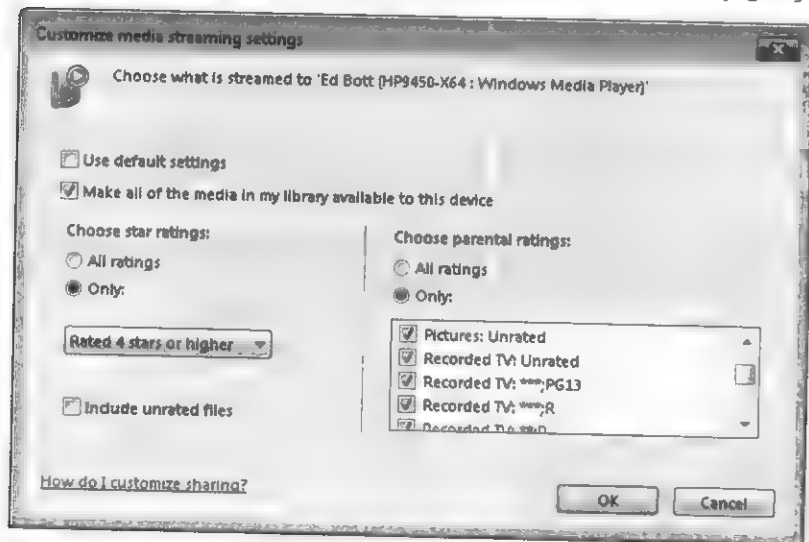 Customize media streaming settings
Choose what is streamed to 'Ed Bott (HP9450-X64 : Windows Media Player)'
Use default settings
Make all of the media in my library available to this device
Choose star ratings:
All ratings
Only:
Rated 4 stars or higher
Include unrated files
Choose parental ratings:
All ratings
Only:
Pictures: Unrated
Recorded TV: Unrated
Recorded TV: ***;PG13
Recorded TV: ***;R
How do I customize sharing?
OK
Cancel